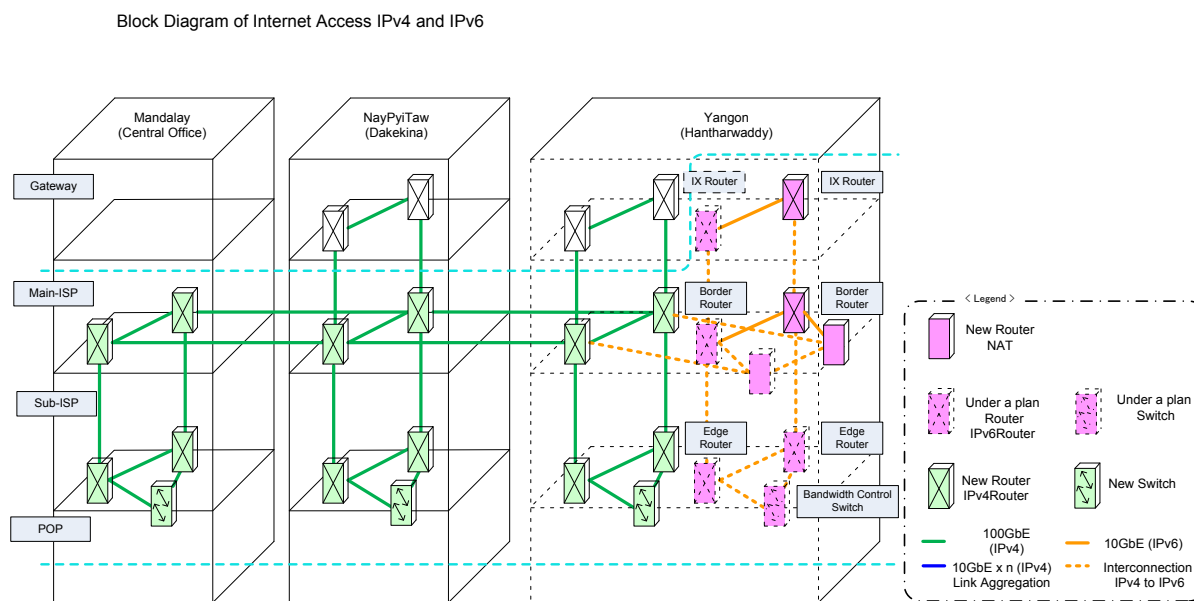 Block Diagram of Internet Access IPv4 and IPv6
Mandalay
(Central Office)
NayPyiTaw
(Dakekina)
Yangon
(Hantharwaddy)
Gateway
IX Router
IX Router
Main-ISP
Border
Router
Border
Router
Sub-ISP
Edge
Router
Edge
Router
Bandwidth Control
Switch
POP
< Legend >
New Router
NAT
Under a plan
Router
IPv6Router
Under a plan
Switch
New Router
IPv4Router
New Switch
100GbE
(IPv4)
10GbE (IPv6)
10GbE x n (IPv4)
Link Aggregation
Interconnection
IPv4 to IPv6